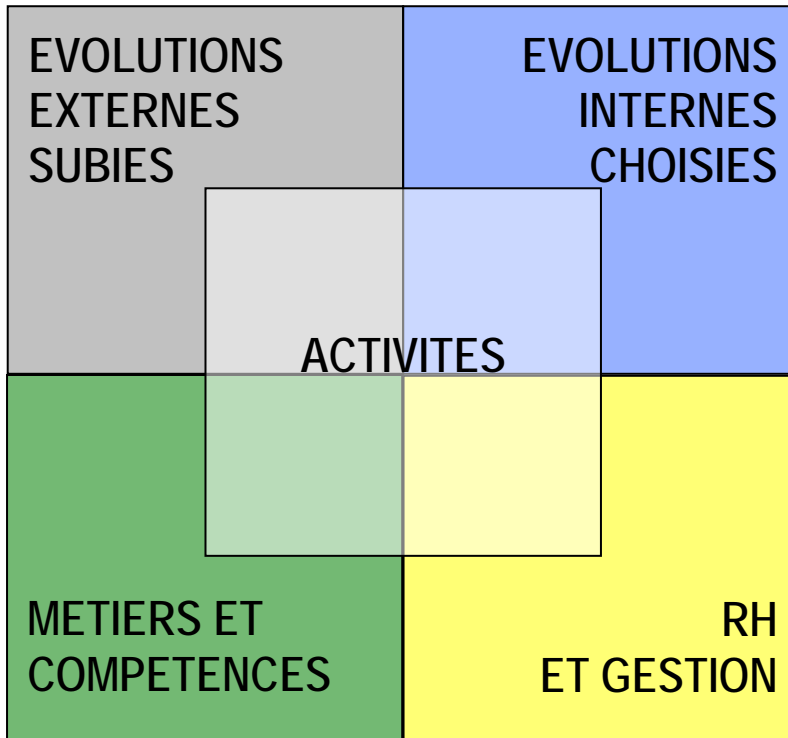 EVOLUTIONS
EXTERNES
SUBIES
EVOLUTIONS
INTERNES
CHOISIES
ACTIVITES
METIERS ET
COMPETENCES
RH
ET GESTION